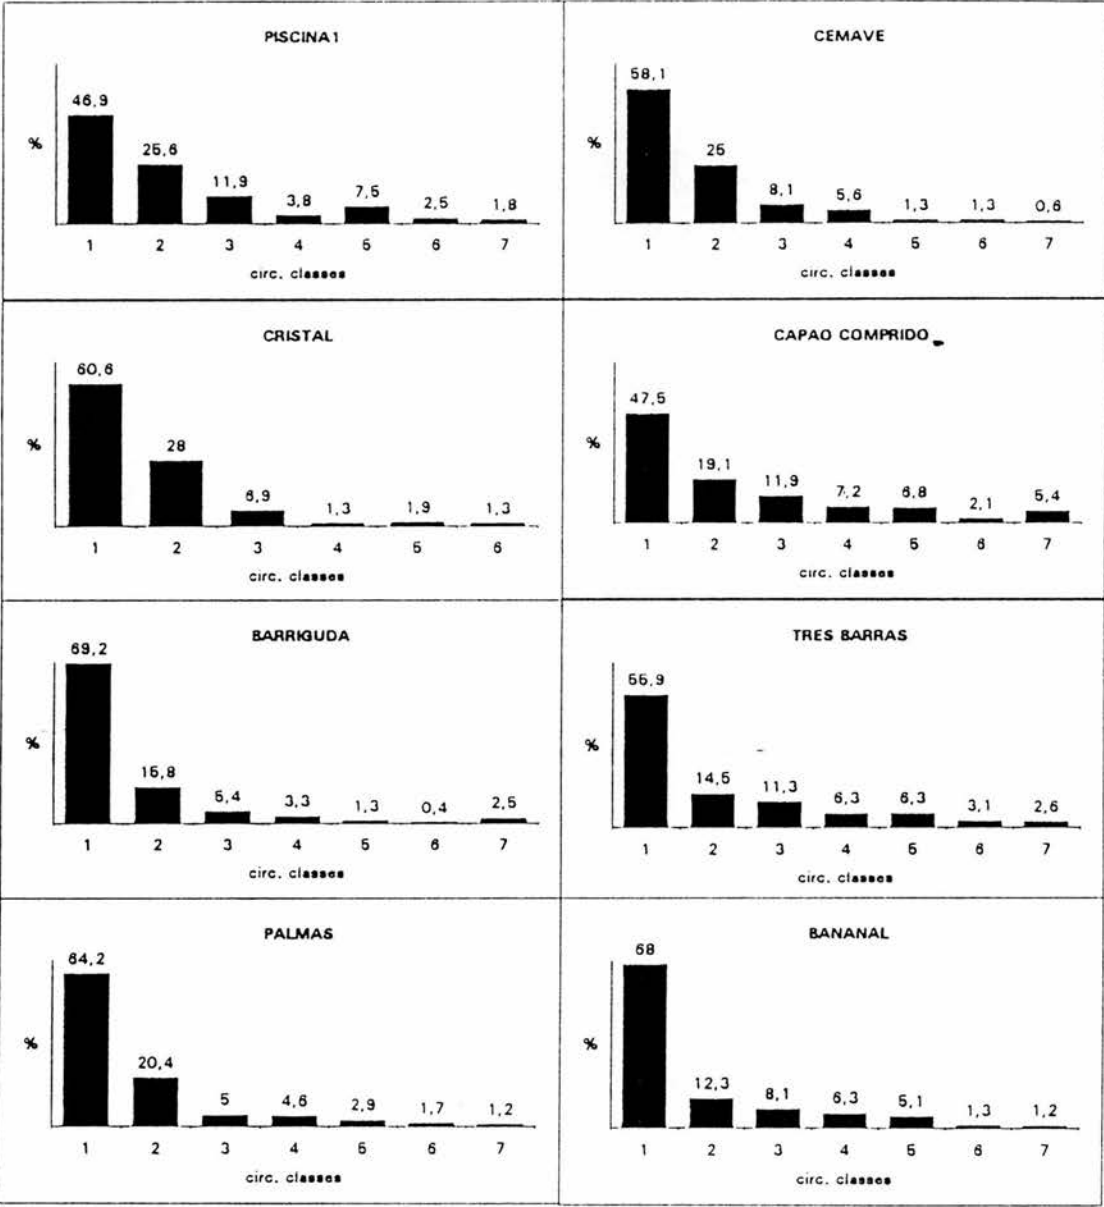 PISCINA1
46,9
25,6
11,9
3,8
7,5
2,5
1,8
%
1 2 3 4 5 6 7
circ. classes
CEMAVE
58,1
25
8,1
5,6
1,3
1,3
0,6
%
1 2 3 4 5 6 7
circ. classes
CRISTAL
60,6
28
6,9
1,3
1,9
1,3
%
1 2 3 4 5 6
circ. classes
CAPAO COMPRIDO
47,5
19,1
11,9
7,2
6,8
2,1
5,4
%
1 2 3 4 5 6 7
circ. classes
BARRIGUDA
69,2
15,8
5,4
3,3
1,3
0,4
2,5
%
1 2 3 4 5 6 7
circ. classes
TRES BARRAS
55,9
14,5
11,3
6,3
6,3
3,1
2,6
%
1 2 3 4 5 6 7
circ. classes
PALMAS
64,2
20,4
5
4,6
2,9
1,7
1,2
%
1 2 3 4 5 6 7
circ. classes
BANANAL
68
12,3
8,1
6,3
5,1
1,3
1,2
%
1 2 3 4 5 6 7
circ. classes